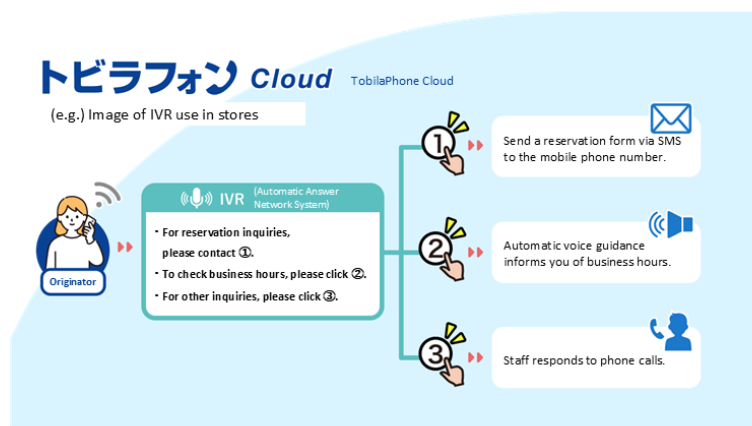 トビラフォン Cloud
TobilaPhone Cloud
(e.g.) Image of IVR use in stores
Originator
IVR
(Automatic Answer
Network System)
・For reservation inquiries,
please contact ①.
・To check business hours, please click ②.
・For other inquiries, please click ③.
①
Send a reservation form via SMS
to the mobile phone number.
②
Automatic voice guidance
informs you of business hours.
③
Staff responds to phone calls.